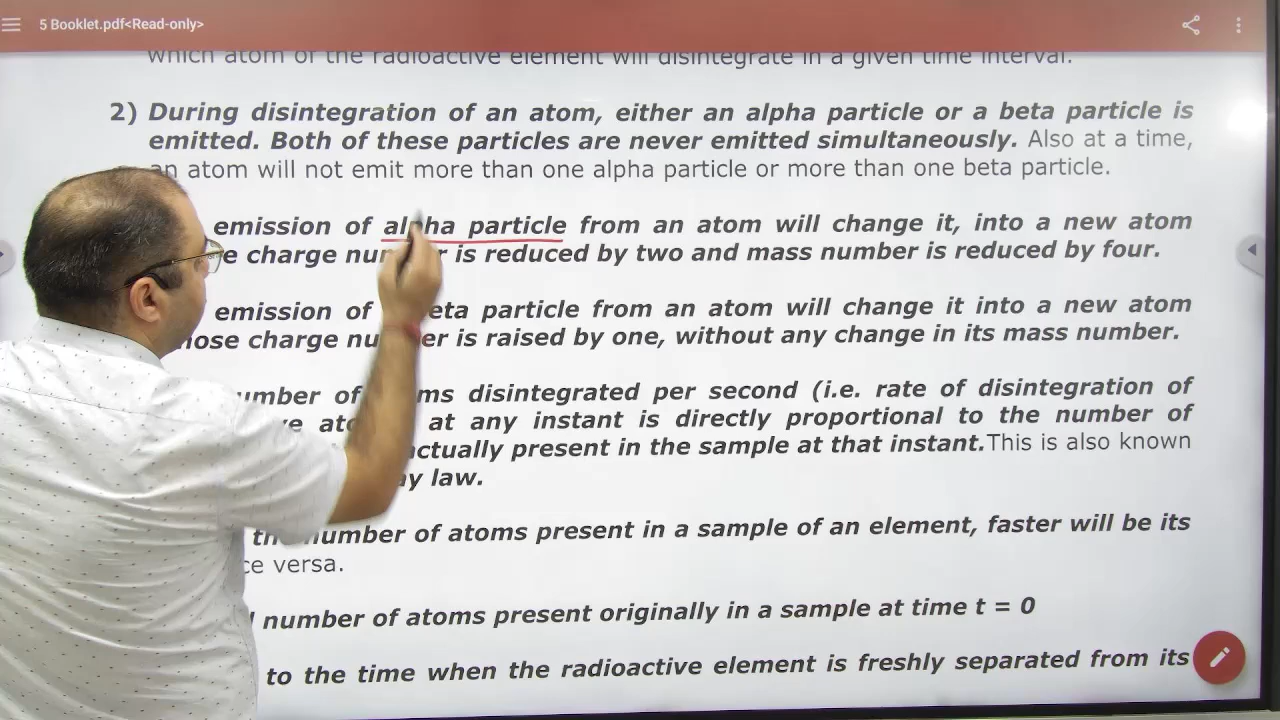 5 Booklet.pdf<Read-only>
which atom of the radioactive element will disintegrate in a given time interval.
2) During disintegration of an atom, either an alpha particle or a beta particle is
emitted. Both of these particles are never emitted simultaneously. Also at a time,
an atom will not emit more than one alpha particle or more than one beta particle.
emission of alpha particle from an atom will change it, into a new atom
charge number is reduced by two and mass number is reduced by four.
emission of beta particle from an atom will change it into a new atom
whose charge number is raised by one, without any change in its mass number.
number of atoms disintegrated per second (i.e. rate of disintegration of
at any instant is directly proportional to the number of
actually present in the sample at that instant.This is also known
law.
the number of atoms present in a sample of an element, faster will be its
versa.
number of atoms present originally in a sample at time t = 0
to the time when the radioactive element is freshly separated from its